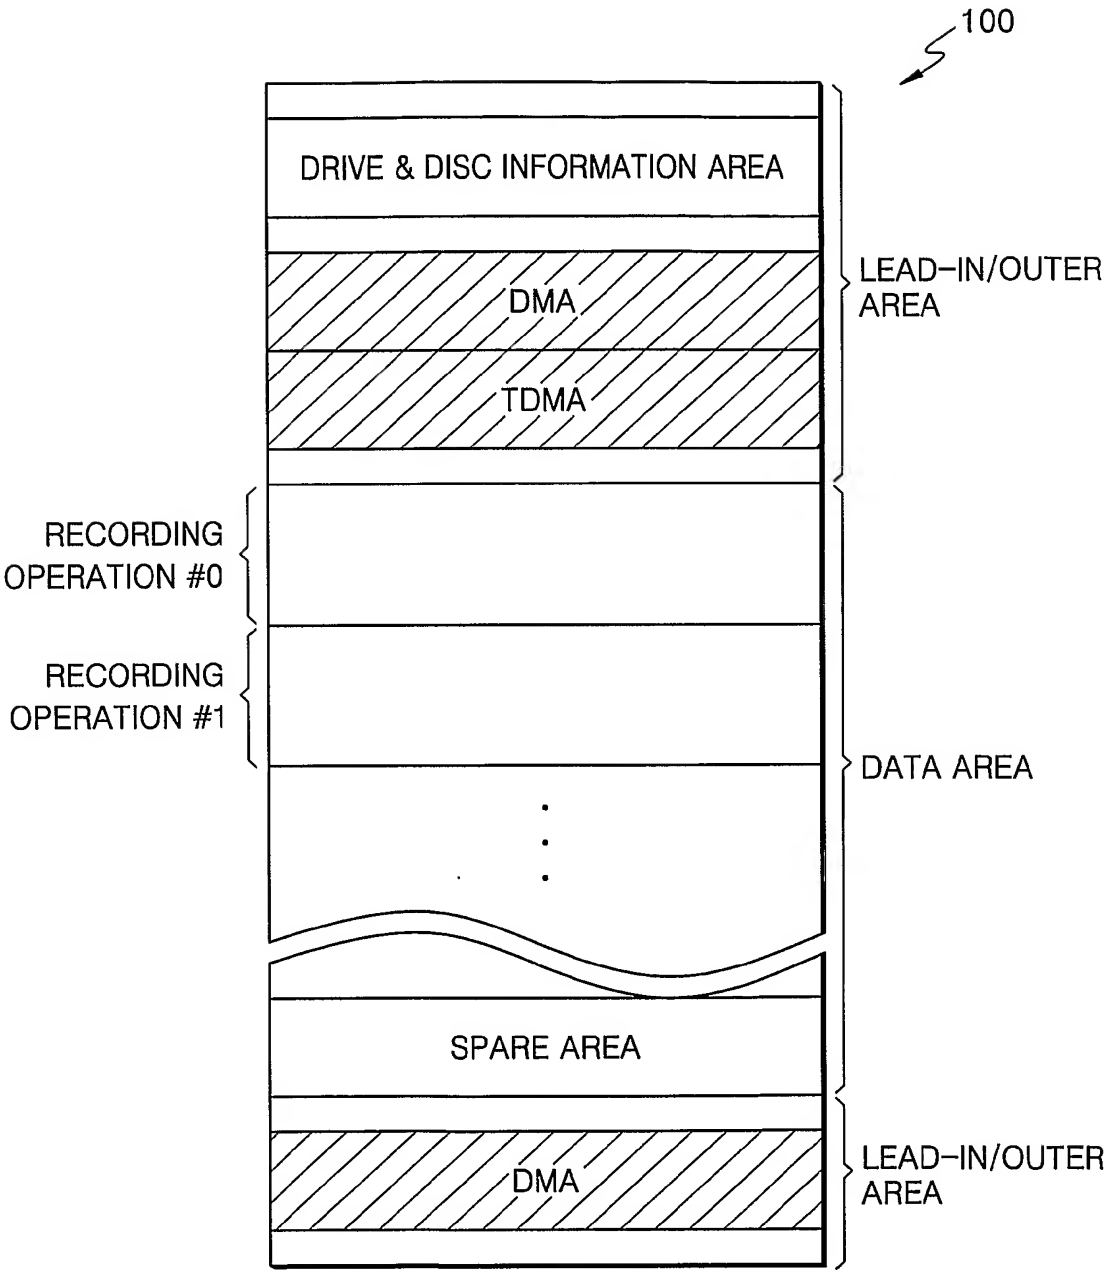 100
DRIVE & DISC INFORMATION AREA
DMA
LEAD-IN/OUTER
AREA
TDMA
RECORDING
OPERATION #0
RECORDING
OPERATION #1
DATA AREA
SPARE AREA
DMA
LEAD-IN/OUTER
AREA